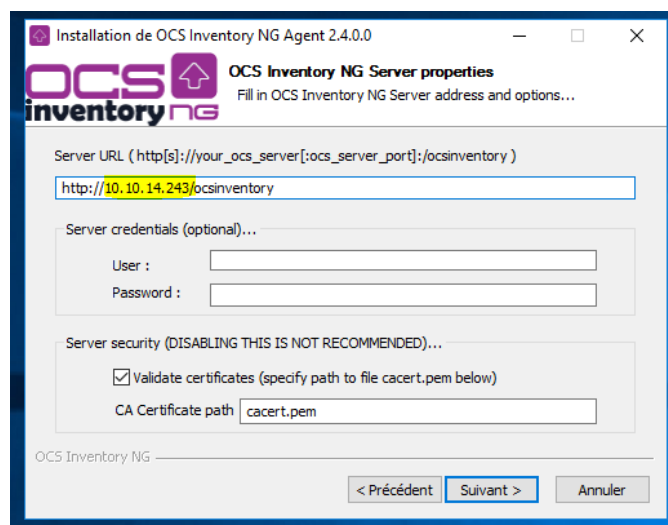 Installation de OCS Inventory NG Agent 2.4.0.0
OCS
inventory NG
OCS Inventory NG Server properties
Fill in OCS Inventory NG Server address and options...
Server URL ( http[s]://your_ocs_server[:ocs_server_port]:/ocsinventory )
http://10.10.14.243/ocsinventory
Server credentials (optional)...
User :
Password :
Server security (DISABLING THIS IS NOT RECOMMENDED)...
Validate certificates (specify path to file cacert.pem below)
CA Certificate path cacert.pem
OCS Inventory NG
< Précédent Suivant > Annuler